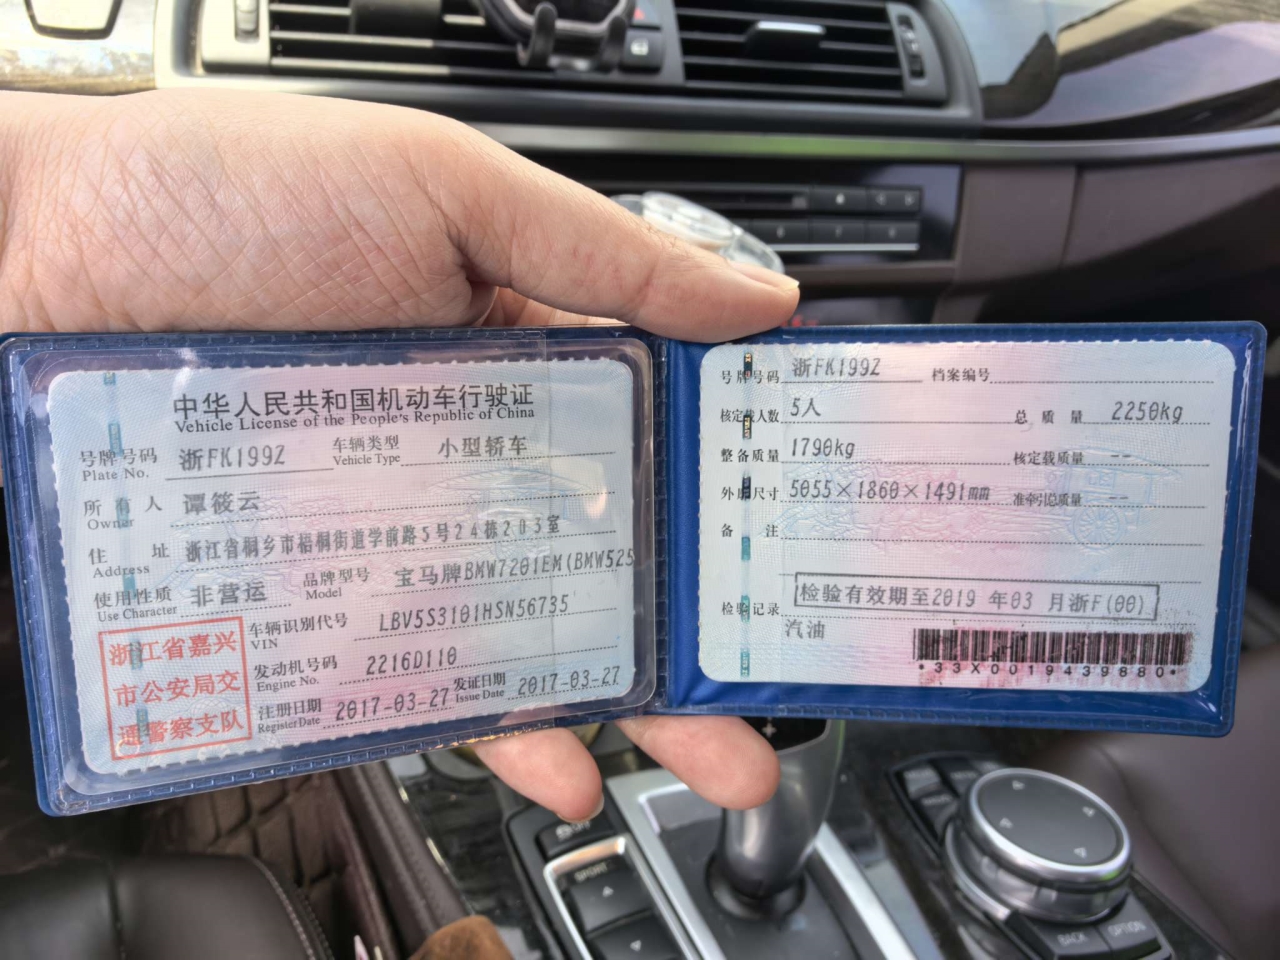 中华人民共和国机动车行驶证
Vehicle License of the People's Republic of China
号牌号码 浙FK199Z 车辆类型 小型轿车
Plate No. Vehicle Type
所有人 谭筱云
Owner
住址 浙江省桐乡市梧桐街道学前路5号24栋203室
Address
使用性质 非营运 品牌型号 宝马牌BMW7201EM(BMW525
Use Character Model
浙江省嘉兴
市公安局交
通警察支队
车辆识别代号 LBV5S3101HSN56735
VIN
发动机号码 2216D110
Engine No.
注册日期 2017-03-27 发证日期 2017-03-27
Register Date Issue Date
号牌号码 浙FK199Z 档案编号
核定载人数 5人 总质量 2250kg
整备质量 1790kg 核定载质量 --
外廓尺寸 5055×1860×1491mm 准牵引总质量 --
备注
检验记录 检验有效期至2019 年03 月浙F(00)
汽油
*33X0019439880*
SPORT
BACK OPTION